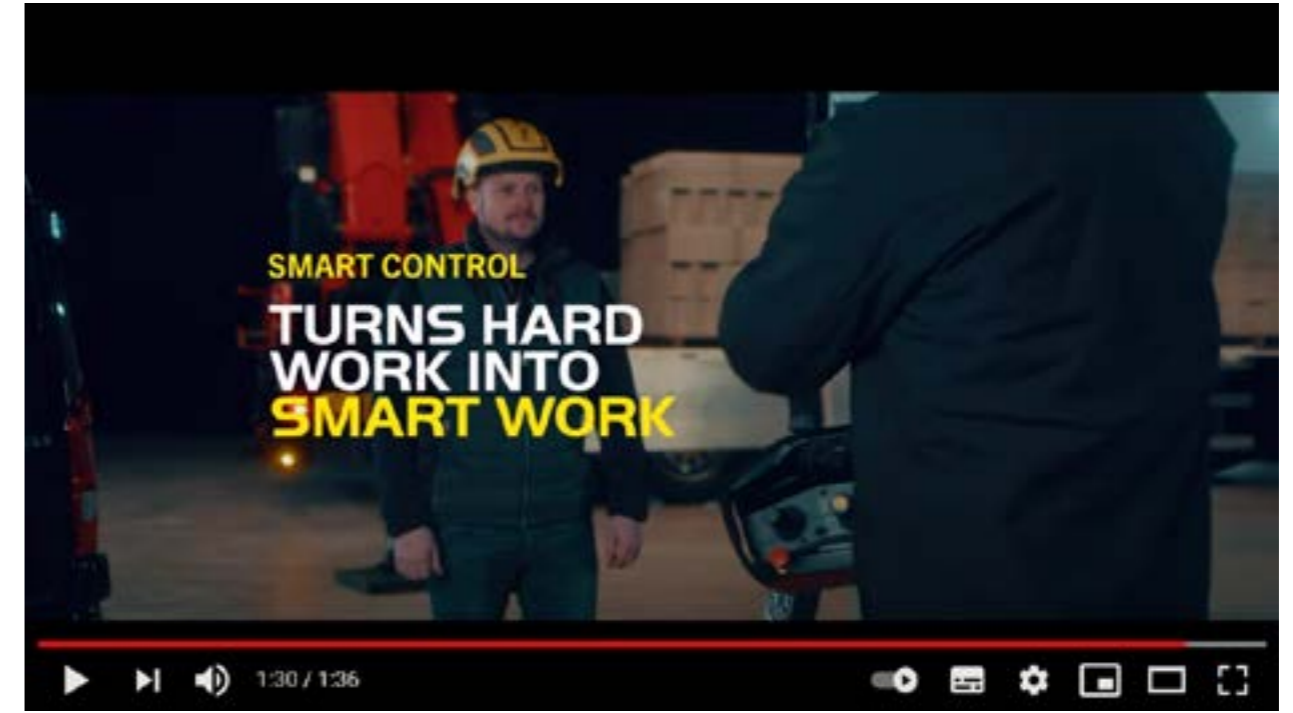 SMART CONTROL
TURNS HARD
WORK INTO
SMART WORK
1:30 / 1:36